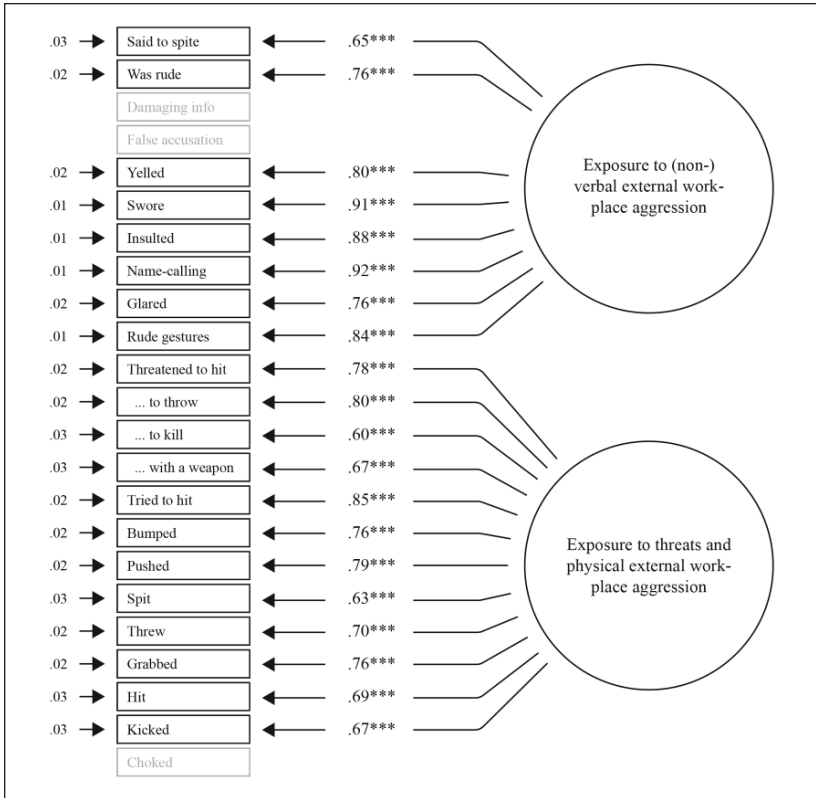 .03 Said to spite .65***
.02 Was rude .76***
Damaging info
False accusation
.02 Yelled .80***
.01 Swore .91***
.01 Insulted .88***
.01 Name-calling .92***
.02 Glared .76***
.01 Rude gestures .84***
Exposure to (non-)
verbal external work-
place aggression
.02 Threatened to hit .78***
.02 ... to throw .80***
.03 ... to kill .60***
.03 ... with a weapon .67***
.02 Tried to hit .85***
.02 Bumped .76***
.02 Pushed .79***
.03 Spit .63***
.02 Threw .70***
.02 Grabbed .76***
.03 Hit .69***
.03 Kicked .67***
Choked
Exposure to threats and
physical external work-
place aggression